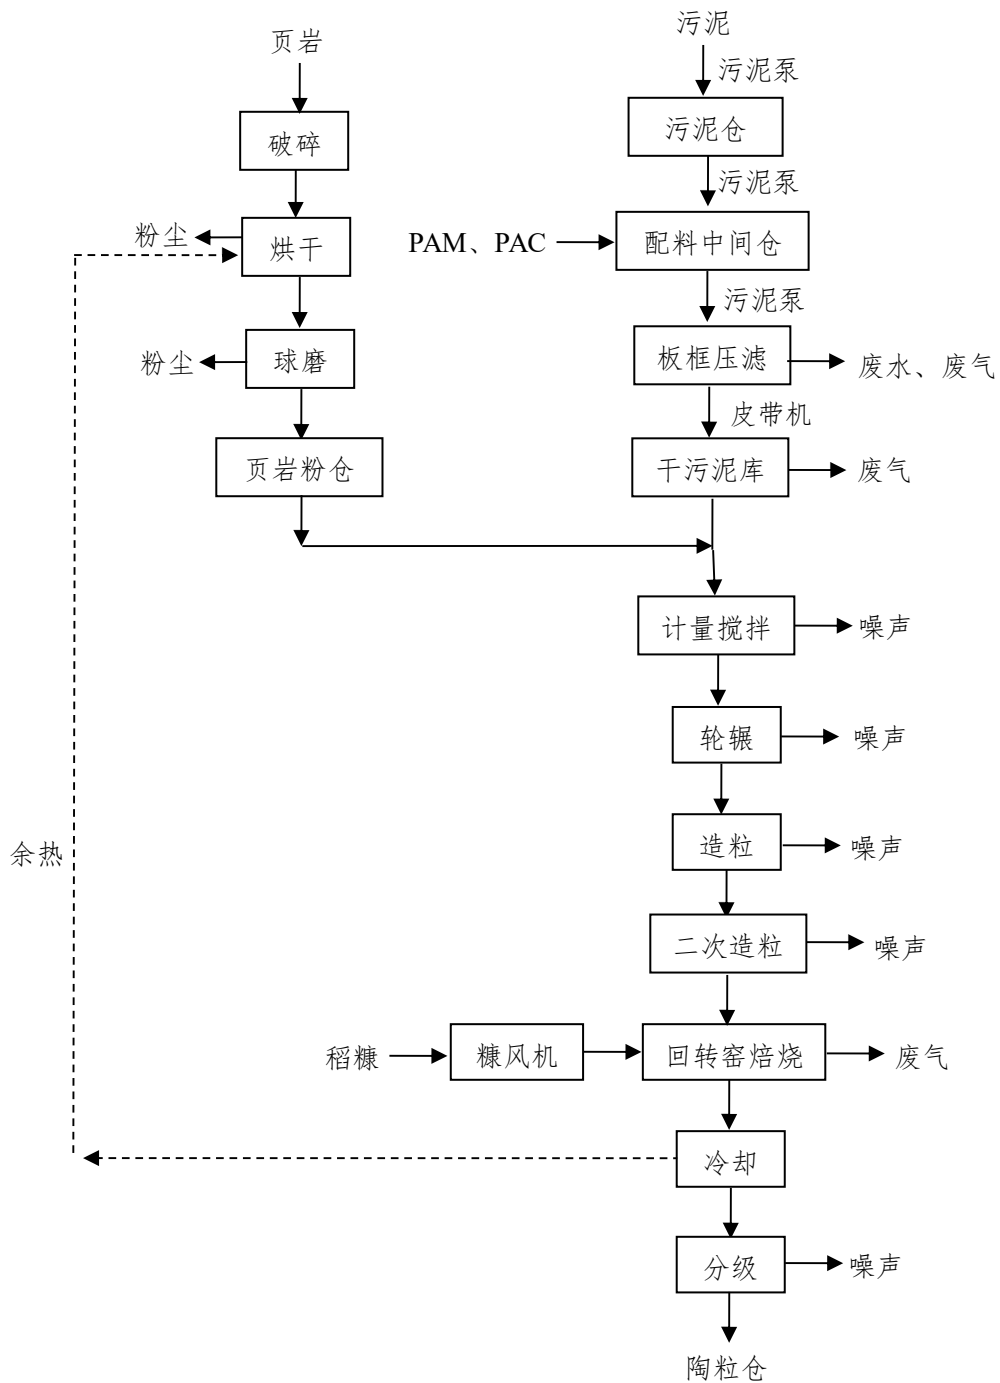 污泥
页岩
污泥泵
污泥仓
破碎
污泥泵
粉尘
烘干
PAM、PAC
配料中间仓
污泥泵
粉尘
球磨
板框压滤
废水、废气
皮带机
页岩粉仓
干污泥库
废气
计量搅拌
噪声
轮辗
噪声
余热
造粒
噪声
二次造粒
噪声
稻糠
糠风机
回转窑焙烧
废气
冷却
分级
噪声
陶粒仓